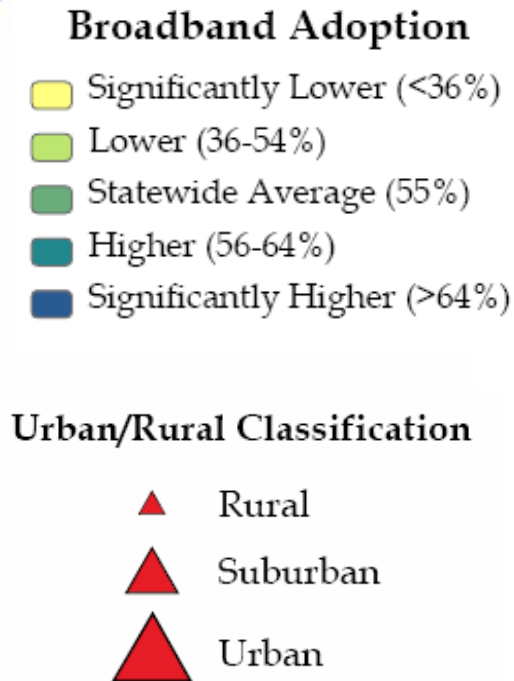 Broadband Adoption
Significantly Lower (<36%)
Lower (36-54%)
Statewide Average (55%)
Higher (56-64%)
Significantly Higher (>64%)
Urban/Rural Classification
Rural
Suburban
Urban